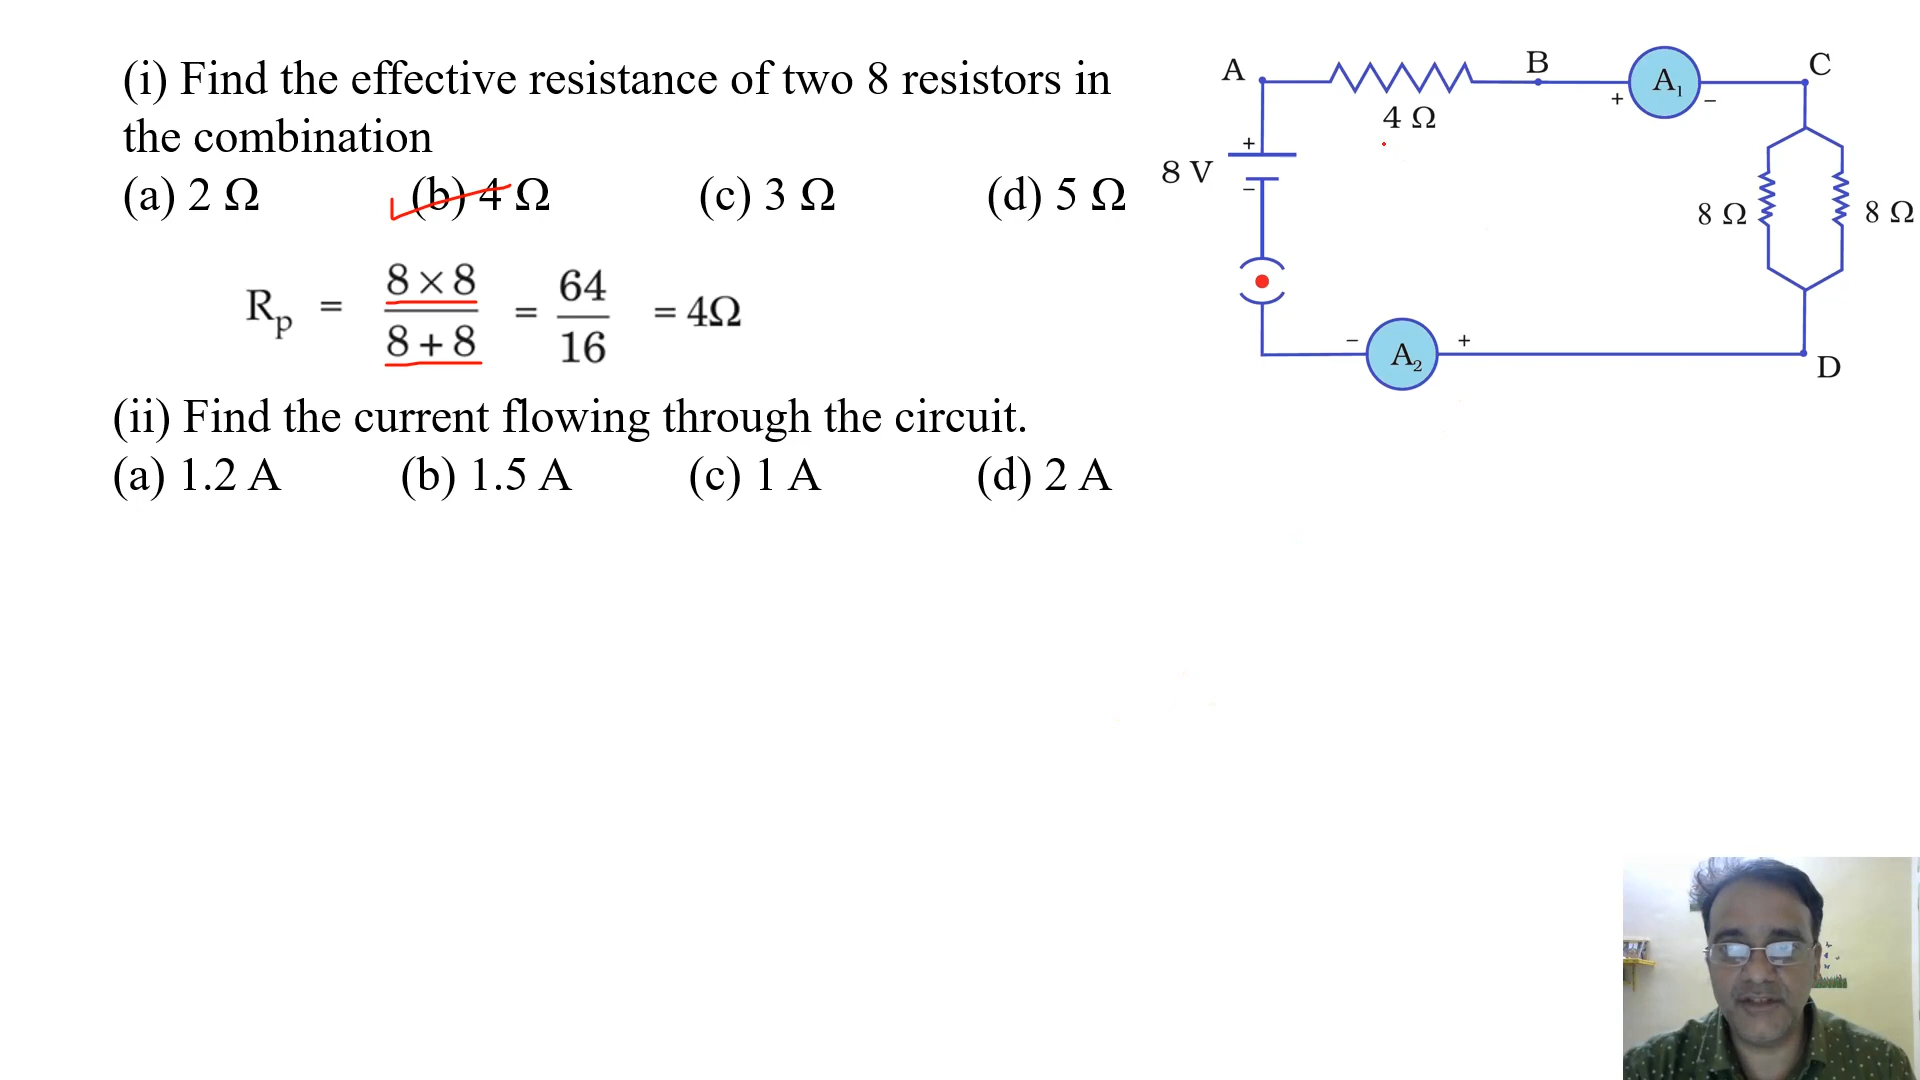 (i) Find the effective resistance of two 8 resistors in
the combination
(a) 2 Ω (b) 4 Ω (c) 3 Ω (d) 5 Ω
Rp = 8 × 8 / 8 + 8 = 64 / 16 = 4Ω
(ii) Find the current flowing through the circuit.
(a) 1.2 A (b) 1.5 A (c) 1 A (d) 2 A
A B C
+ A1 −
4 Ω
+
8 V
−
8 Ω 8 Ω
− A2 +
D